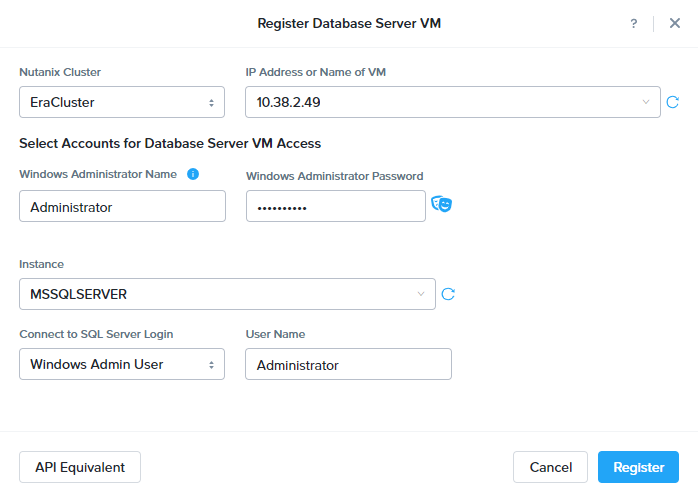 Register Database Server VM
?
Nutanix Cluster
IP Address or Name of VM
EraCluster
10.38.2.49
Select Accounts for Database Server VM Access
Windows Administrator Name
Windows Administrator Password
Administrator
••••••••••
Instance
MSSQLSERVER
Connect to SQL Server Login
User Name
Windows Admin User
Administrator
API Equivalent
Cancel
Register